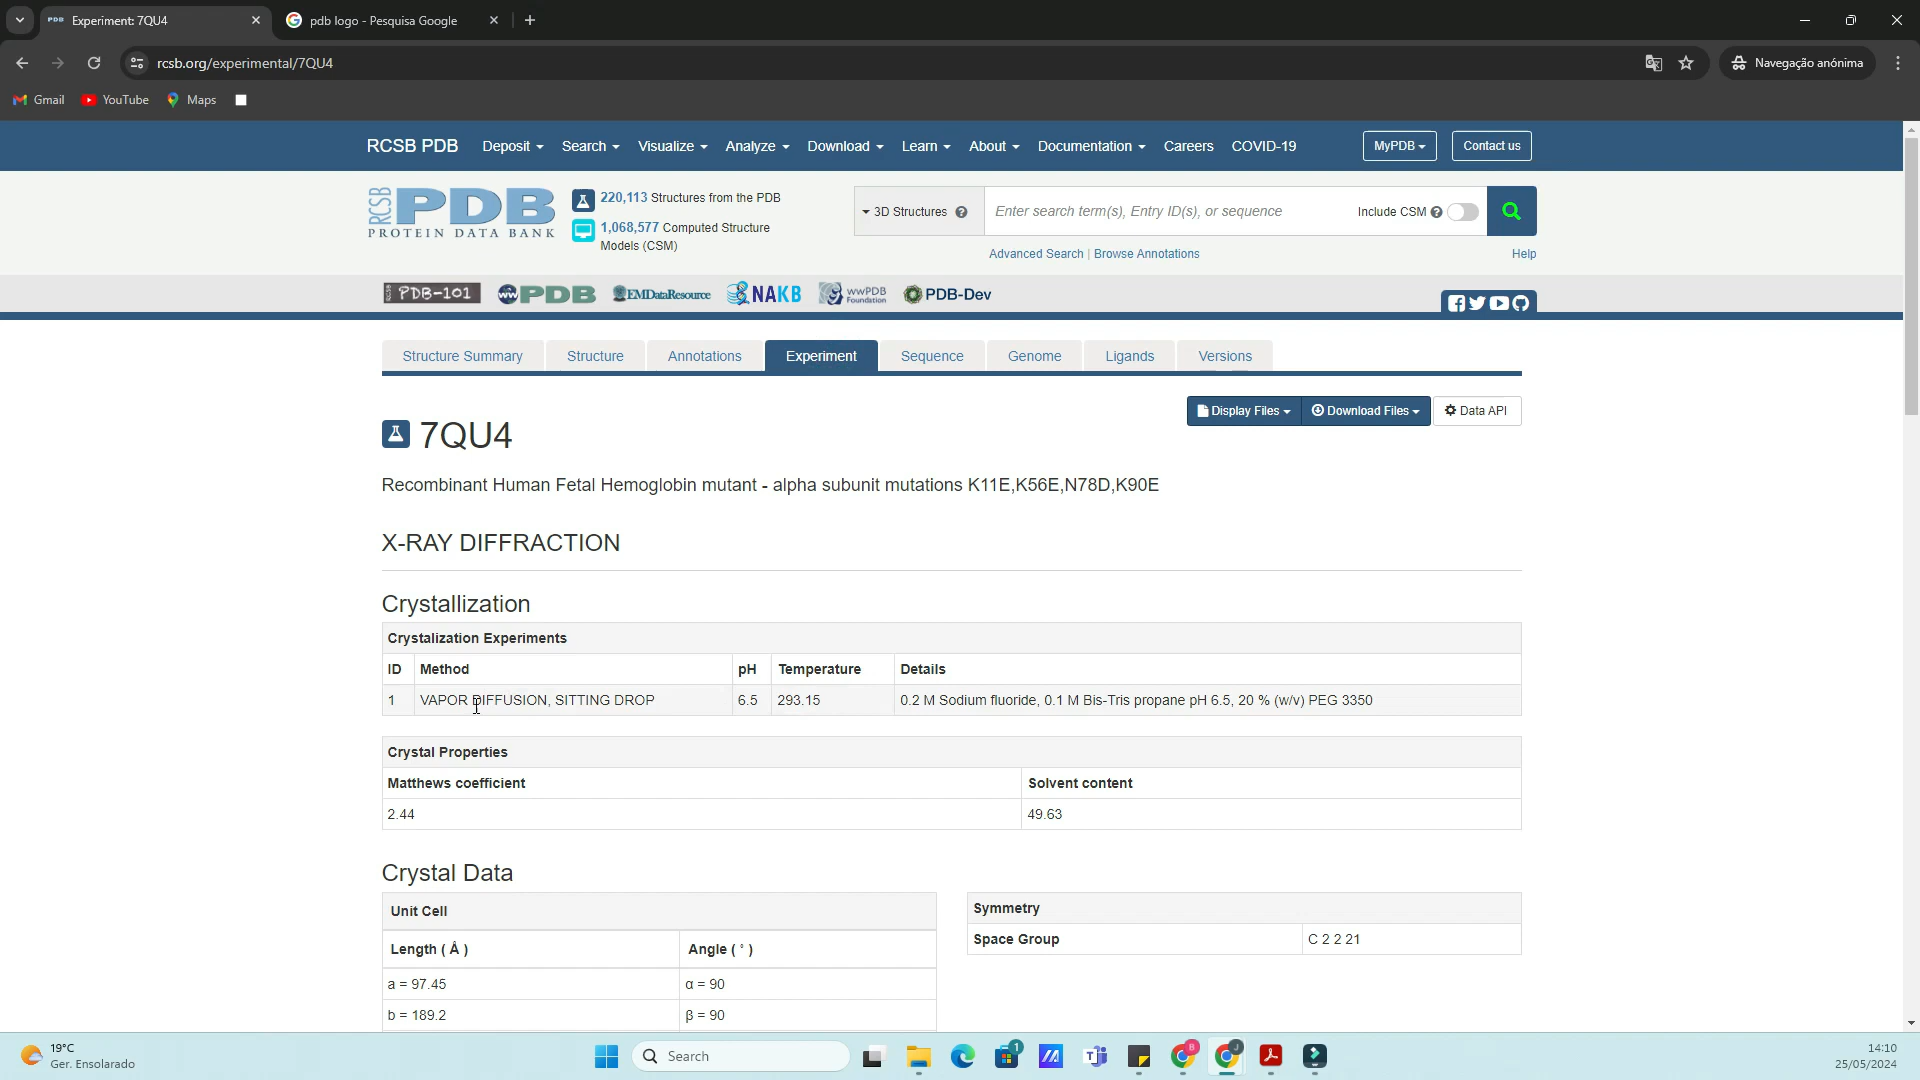 Experiment: 7QU4
pdb logo - Pesquisa Google
rcsb.org/experimental/7QU4
Navegação anónima
Gmail YouTube Maps
RCSB PDB Deposit Search Visualize Analyze Download Learn About Documentation Careers COVID-19 MyPDB Contact us
RCSB PDB
PROTEIN DATA BANK
220,113 Structures from the PDB
1,068,577 Computed Structure
Models (CSM)
3D Structures
Enter search term(s), Entry ID(s), or sequence
Include CSM
Advanced Search | Browse Annotations
Help
PDB-101 wwPDB EMDataResource NAKB wwPDB Foundation PDB-Dev
Structure Summary Structure Annotations Experiment Sequence Genome Ligands Versions
Display Files Download Files Data API
7QU4
Recombinant Human Fetal Hemoglobin mutant - alpha subunit mutations K11E,K56E,N78D,K90E
X-RAY DIFFRACTION
Crystallization
Crystalization Experiments
ID Method pH Temperature Details
1 VAPOR DIFFUSION, SITTING DROP 6.5 293.15 0.2 M Sodium fluoride, 0.1 M Bis-Tris propane pH 6.5, 20 % (w/v) PEG 3350
Crystal Properties
Matthews coefficient Solvent content
2.44 49.63
Crystal Data
Unit Cell
Length ( Å ) Angle ( ˚ )
a = 97.45 α = 90
b = 189.2 β = 90
Symmetry
Space Group C 2 2 21
19°C
Ger. Ensolarado
Search
1
14:10
25/05/2024